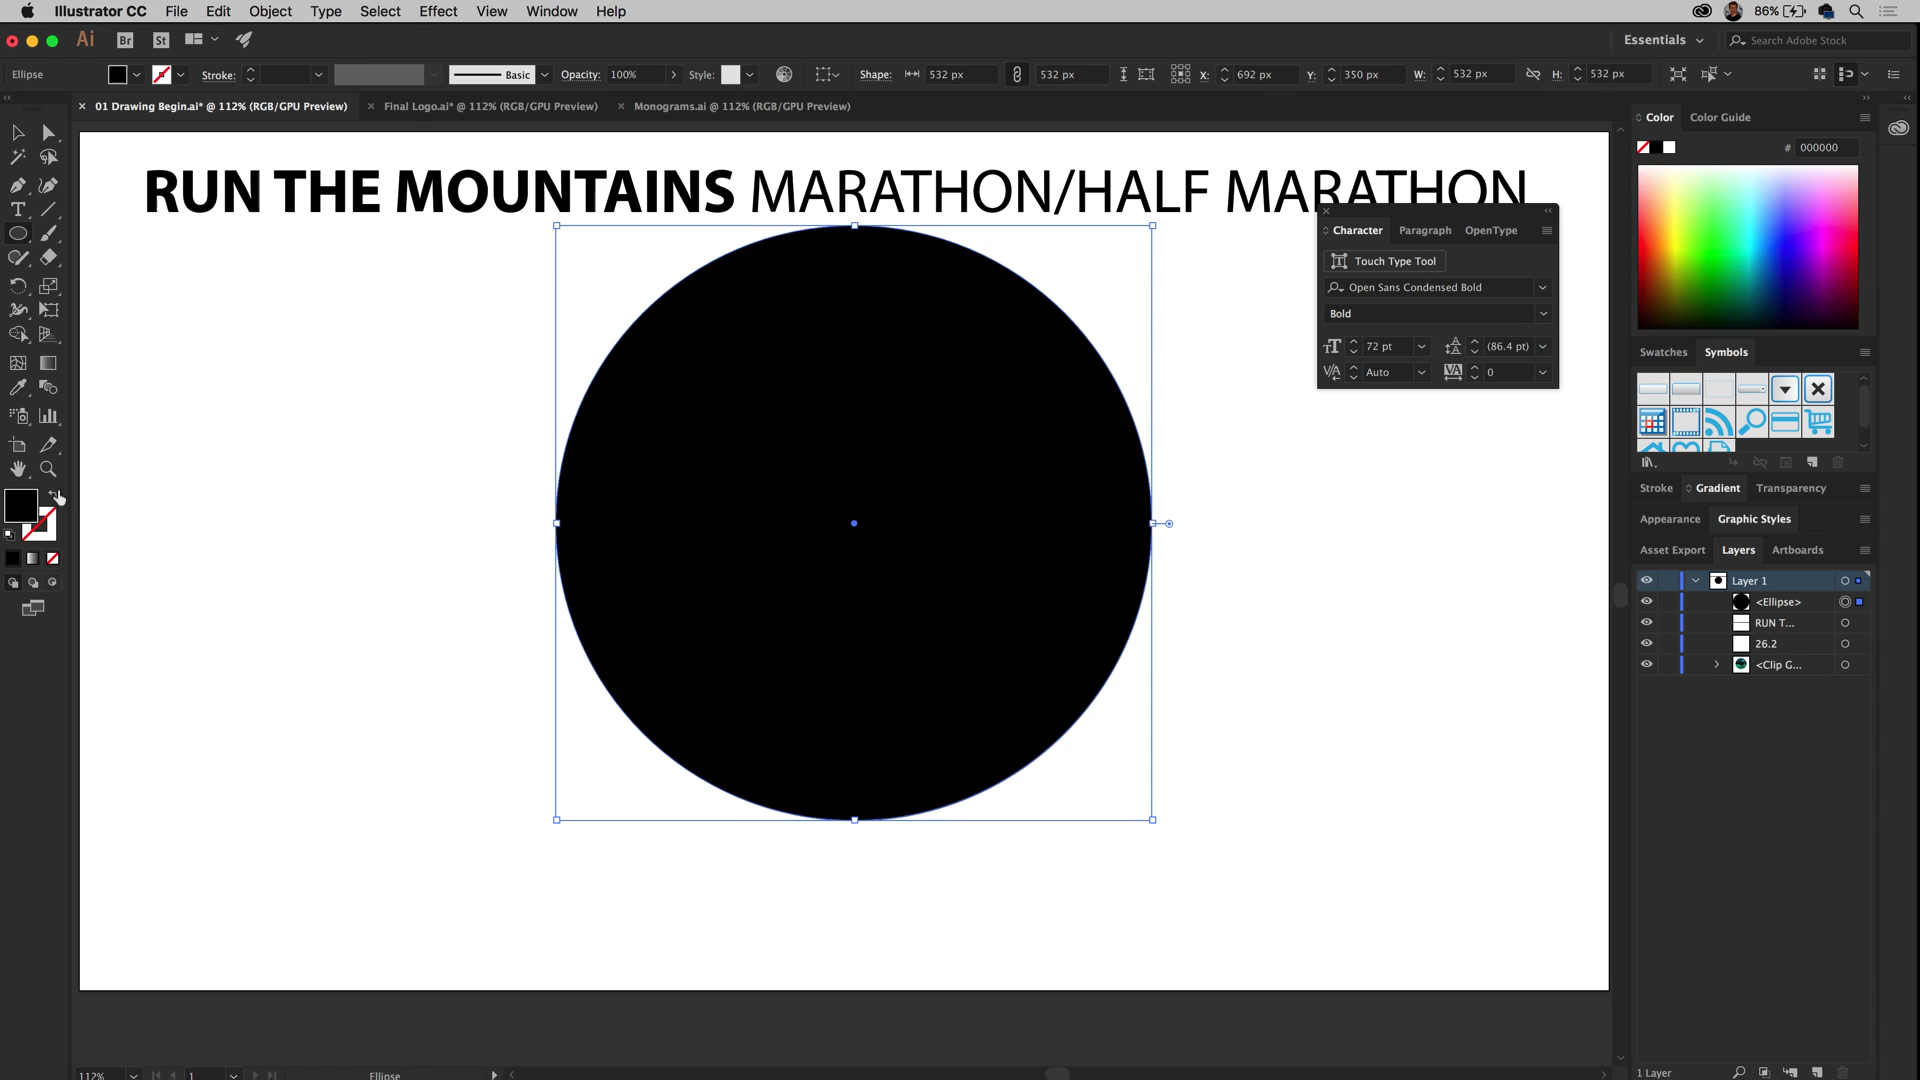 Illustrator CC File Edit Object Type Select Effect View Window Help 86%
Ai Br St Essentials Search Adobe Stock
Ellipse Stroke: Basic Opacity: 100% Style: Shape: 532 px 532 px X: 692 px Y: 350 px W: 532 px H: 532 px
01 Drawing Begin.ai* @ 112% (RGB/GPU Preview) Final Logo.ai* @ 112% (RGB/GPU Preview) Monograms.ai @ 112% (RGB/GPU Preview)
RUN THE MOUNTAINS MARATHON/HALF MARATHON
Character Paragraph OpenType
Touch Type Tool
Open Sans Condensed Bold
Bold
72 pt (86.4 pt)
Auto 0
Color Color Guide
# 000000
Swatches Symbols
Stroke Gradient Transparency
Appearance Graphic Styles
Asset Export Layers Artboards
Layer 1
<Ellipse>
RUN T...
26.2
<Clip G...
112% 1 Ellipse 1 Layer